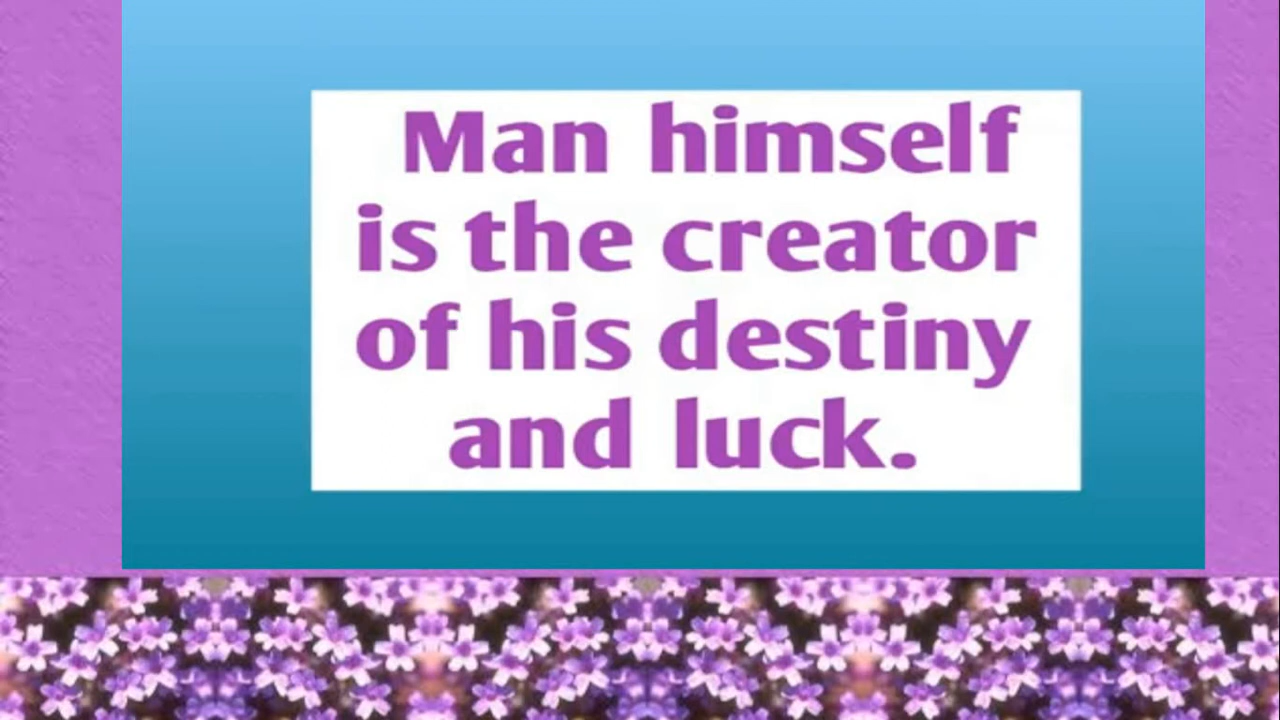 Man himself
is the creator
of his destiny
and luck.